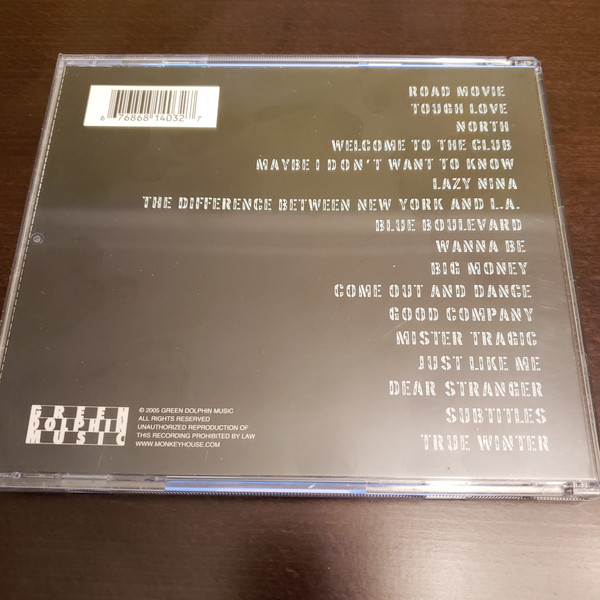 6 76868 14032 7
ROAD MOVIE
TOUGH LOVE
NORTH
WELCOME TO THE CLUB
MAYBE I DON'T WANT TO KNOW
LAZY NINA
THE DIFFERENCE BETWEEN NEW YORK AND L.A.
BLUE BOULEVARD
WANNA BE
BIG MONEY
COME OUT AND DANCE
GOOD COMPANY
MISTER TRAGIC
JUST LIKE ME
DEAR STRANGER
SUBTITLES
TRUE WINTER
GREEN
DOLPHIN
MUSIC
© 2005 GREEN DOLPHIN MUSIC
ALL RIGHTS RESERVED
UNAUTHORIZED REPRODUCTION OF
THIS RECORDING PROHIBITED BY LAW
WWW.MONKEYHOUSE.COM